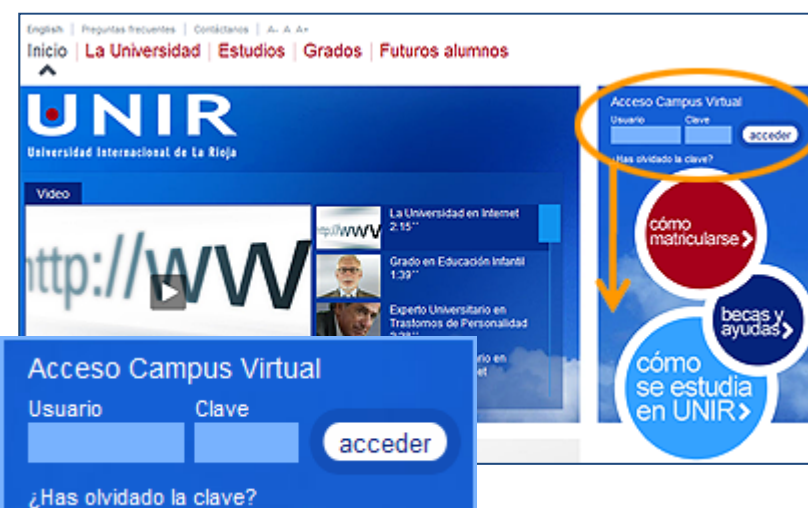 English | Preguntas frecuentes | Contáctanos | A- A A+
Inicio | La Universidad | Estudios | Grados | Futuros alumnos
UNIR
Universidad Internacional de La Rioja
Video
http://WWW
http://WWW
La Universidad en Internet
2:15''
Grado en Educación Infantil
1:39''
Experto Universitario en
Trastornos de Personalidad
Acceso Campus Virtual
Usuario Clave
acceder
¿Has olvidado la clave?
cómo
matricularse
becas y
ayudas
cómo
se estudia
en UNIR
Acceso Campus Virtual
Usuario Clave
acceder
¿Has olvidado la clave?